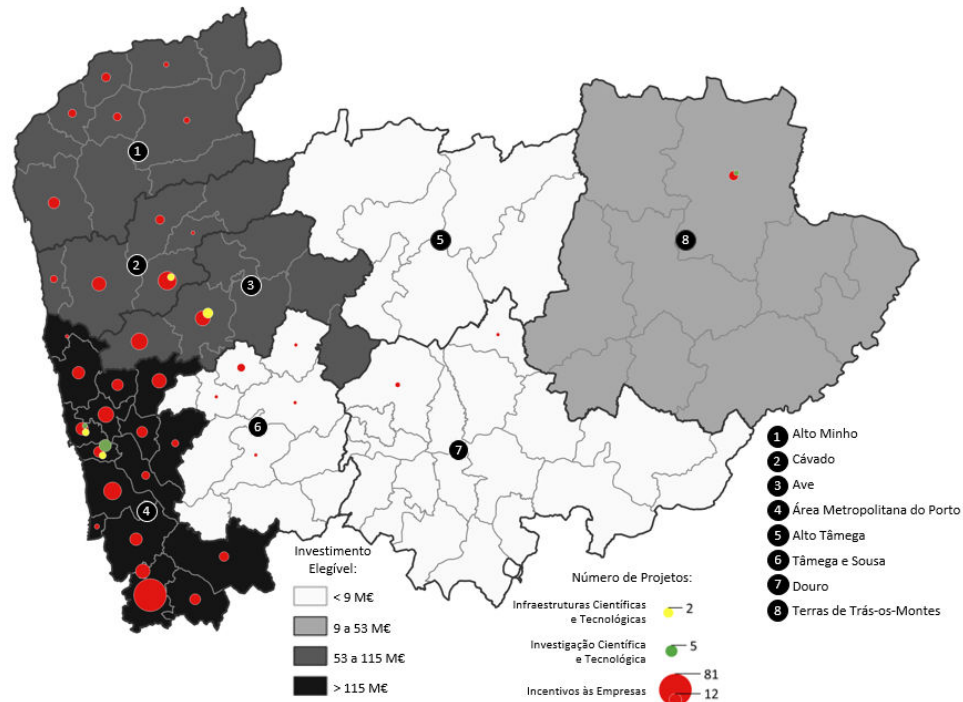 1
2
3
4
5
6
7
8
1 Alto Minho
2 Cávado
3 Ave
4 Área Metropolitana do Porto
5 Alto Tâmega
6 Tâmega e Sousa
7 Douro
8 Terras de Trás-os-Montes
Investimento
Elegível:
< 9 M€
9 a 53 M€
53 a 115 M€
> 115 M€
Número de Projetos:
Infraestruturas Científicas
e Tecnológicas
2
Investigação Científica
e Tecnológica
5
Incentivos às Empresas
81
12